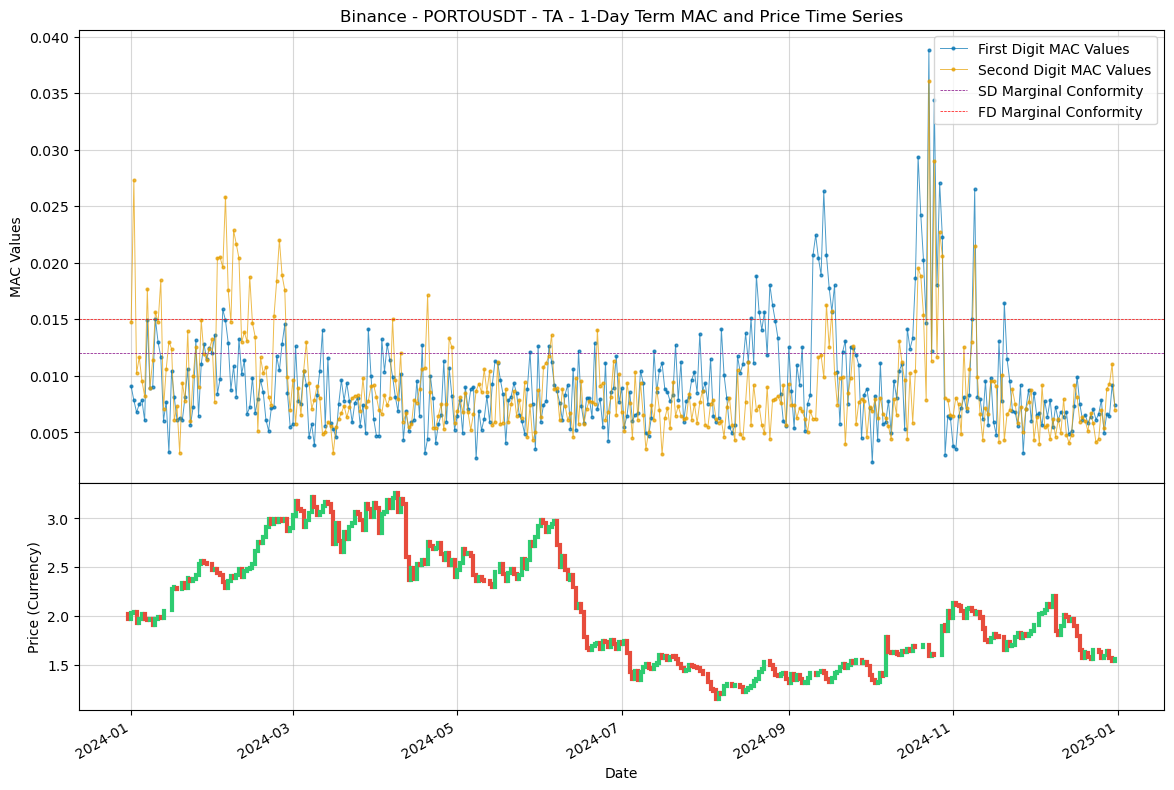 Binance - PORTOUSDT - TA - 1-Day Term MAC and Price Time Series
First Digit MAC Values
Second Digit MAC Values
SD Marginal Conformity
FD Marginal Conformity
MAC Values
0.040
0.035
0.030
0.025
0.020
0.015
0.010
0.005
Price (Currency)
3.0
2.5
2.0
1.5
2024-01
2024-03
2024-05
2024-07
2024-09
2024-11
2025-01
Date